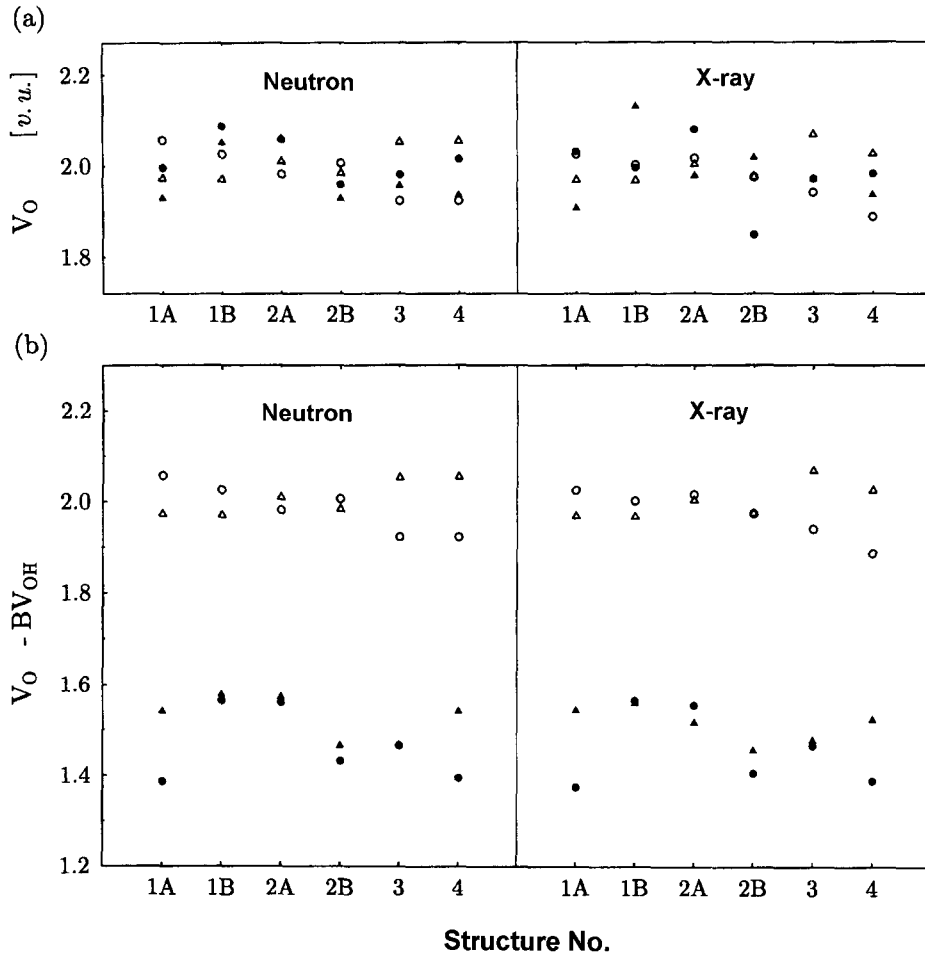 (a)
Neutron X-ray
V_O [v.u.]
2.2
2.0
1.8
1A 1B 2A 2B 3 4 1A 1B 2A 2B 3 4
(b)
Neutron X-ray
V_O - BV_OH
2.2
2.0
1.8
1.6
1.4
1.2
1A 1B 2A 2B 3 4 1A 1B 2A 2B 3 4
Structure No.